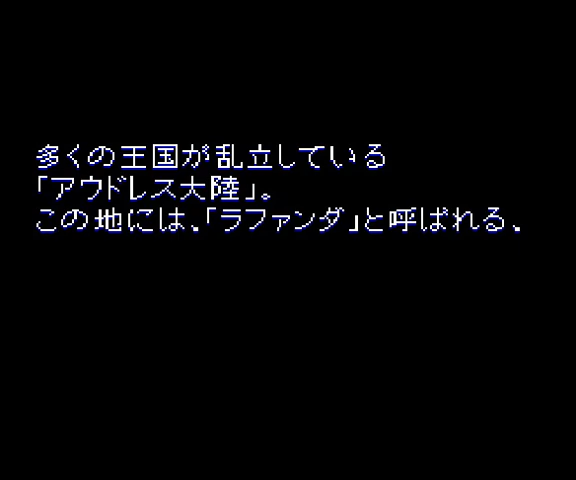 多くの王国が乱立している
「アウドレス大陸」。
この地には、「ラファンダ」と呼ばれる、